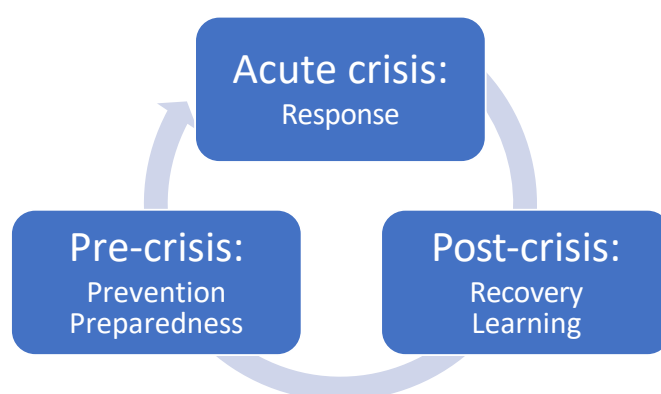 Acute crisis:
Response
Pre-crisis:
Prevention
Preparedness
Post-crisis:
Recovery
Learning